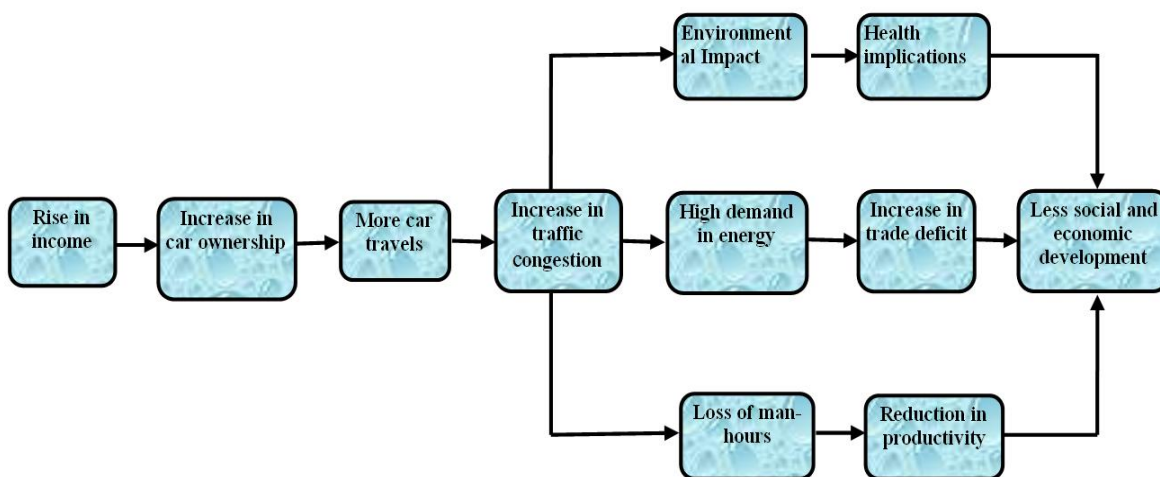 Environment
al Impact
Health
implications
Rise in
income
Increase in
car ownership
More car
travels
Increase in
traffic
congestion
High demand
in energy
Increase in
trade deficit
Less social and
economic
development
Loss of man-
hours
Reduction in
productivity